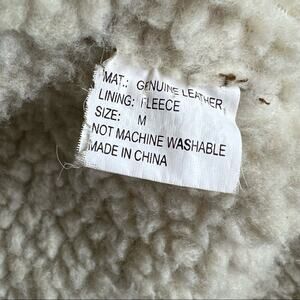 MAT.: GENUINE LEATHER
LINING: FLEECE
SIZE: M
NOT MACHINE WASHABLE
MADE IN CHINA